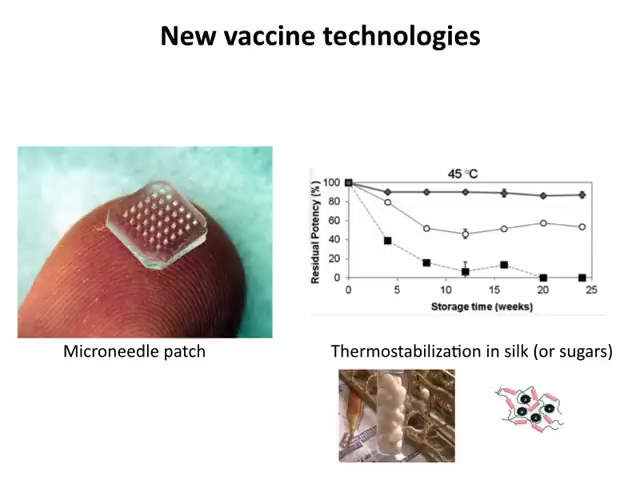 New vaccine technologies
45 °C
Residual Potency (%)
100
80
60
40
20
0
0 5 10 15 20 25
Storage time (weeks)
Microneedle patch
Thermostabilization in silk (or sugars)